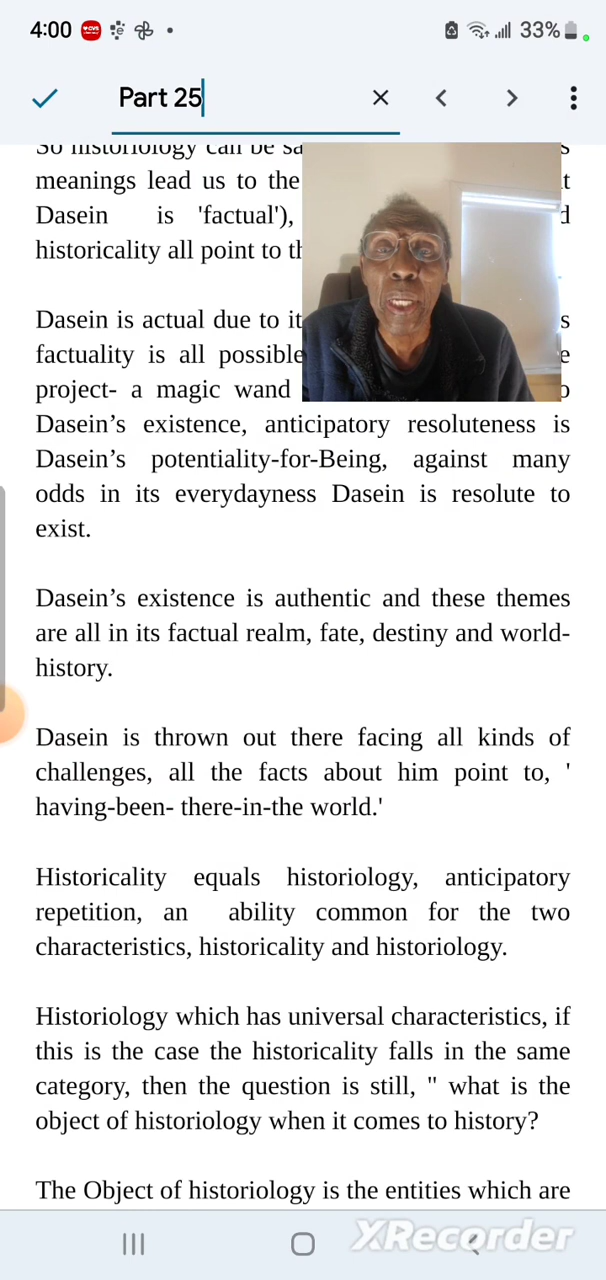 4:00
33%
Part 25
So historiology can be sa
meanings lead us to the
Dasein is 'factual'),
historicality all point to th
Dasein is actual due to it
factuality is all possible
project- a magic wand
Dasein’s existence, anticipatory resoluteness is
Dasein’s potentiality-for-Being, against many
odds in its everydayness Dasein is resolute to
exist.
Dasein’s existence is authentic and these themes
are all in its factual realm, fate, destiny and world-
history.
Dasein is thrown out there facing all kinds of
challenges, all the facts about him point to, '
having-been- there-in-the world.'
Historicality equals historiology, anticipatory
repetition, an ability common for the two
characteristics, historicality and historiology.
Historiology which has universal characteristics, if
this is the case the historicality falls in the same
category, then the question is still, " what is the
object of historiology when it comes to history?
The Object of historiology is the entities which are
XRecorder